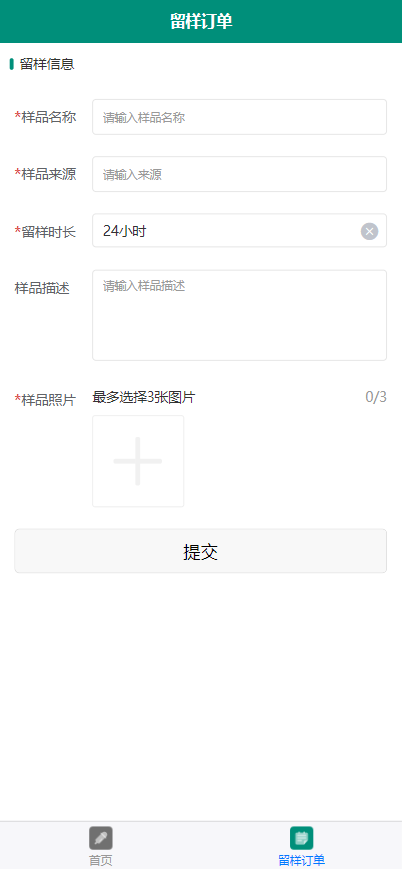 留样订单
留样信息
*样品名称 请输入样品名称
*样品来源 请输入来源
*留样时长 24小时
样品描述 请输入样品描述
*样品照片 最多选择3张图片 0/3
提交
首页 留样订单